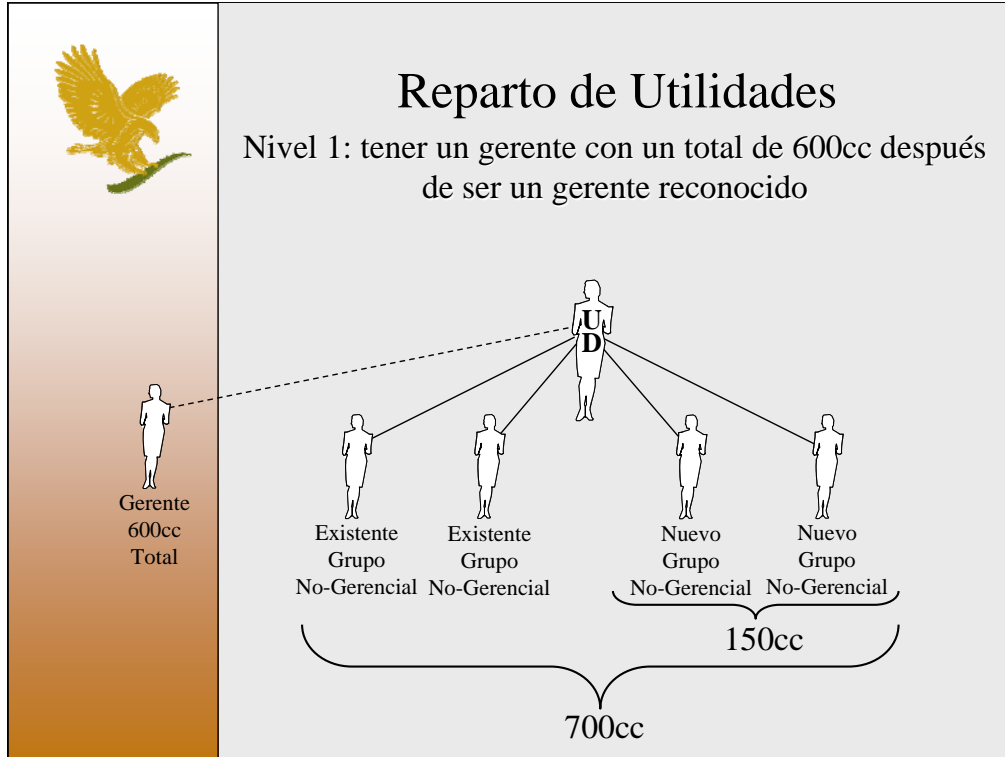 Reparto de Utilidades
Nivel 1: tener un gerente con un total de 600cc después
de ser un gerente reconocido
U
D
Gerente
600cc
Total
Existente
Grupo
No-Gerencial
Existente
Grupo
No-Gerencial
Nuevo
Grupo
No-Gerencial
Nuevo
Grupo
No-Gerencial
150cc
700cc